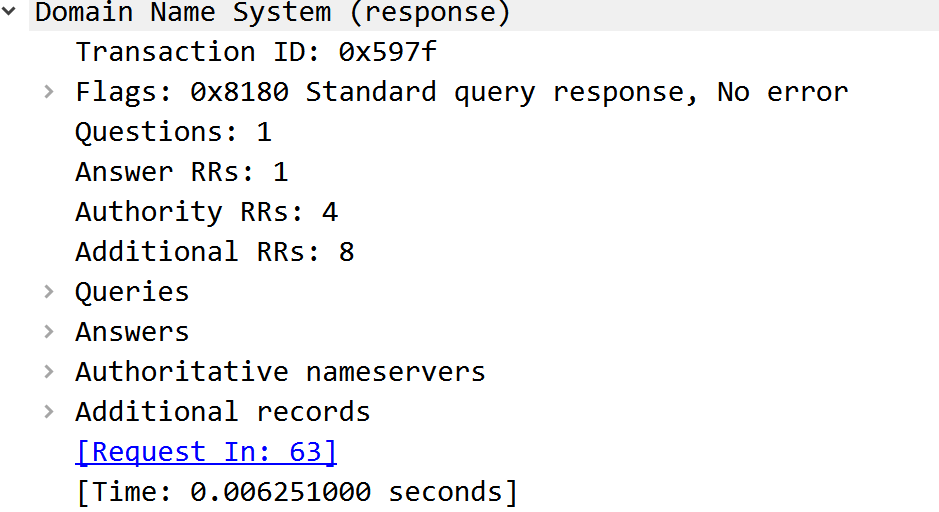 Domain Name System (response)
Transaction ID: 0x597f
Flags: 0x8180 Standard query response, No error
Questions: 1
Answer RRs: 1
Authority RRs: 4
Additional RRs: 8
Queries
Answers
Authoritative nameservers
Additional records
[Request In: 63]
[Time: 0.006251000 seconds]